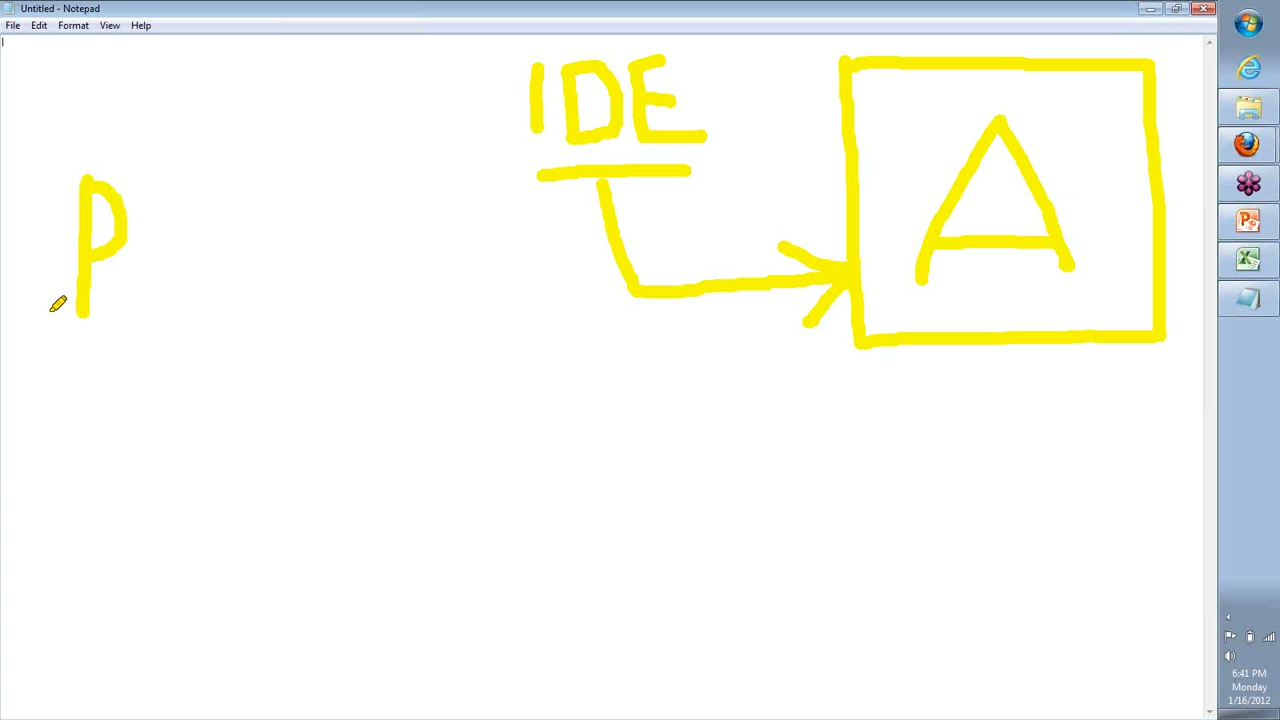 Untitled - Notepad
File Edit Format View Help
IDE
A
P
6:41 PM
Monday
1/16/2012